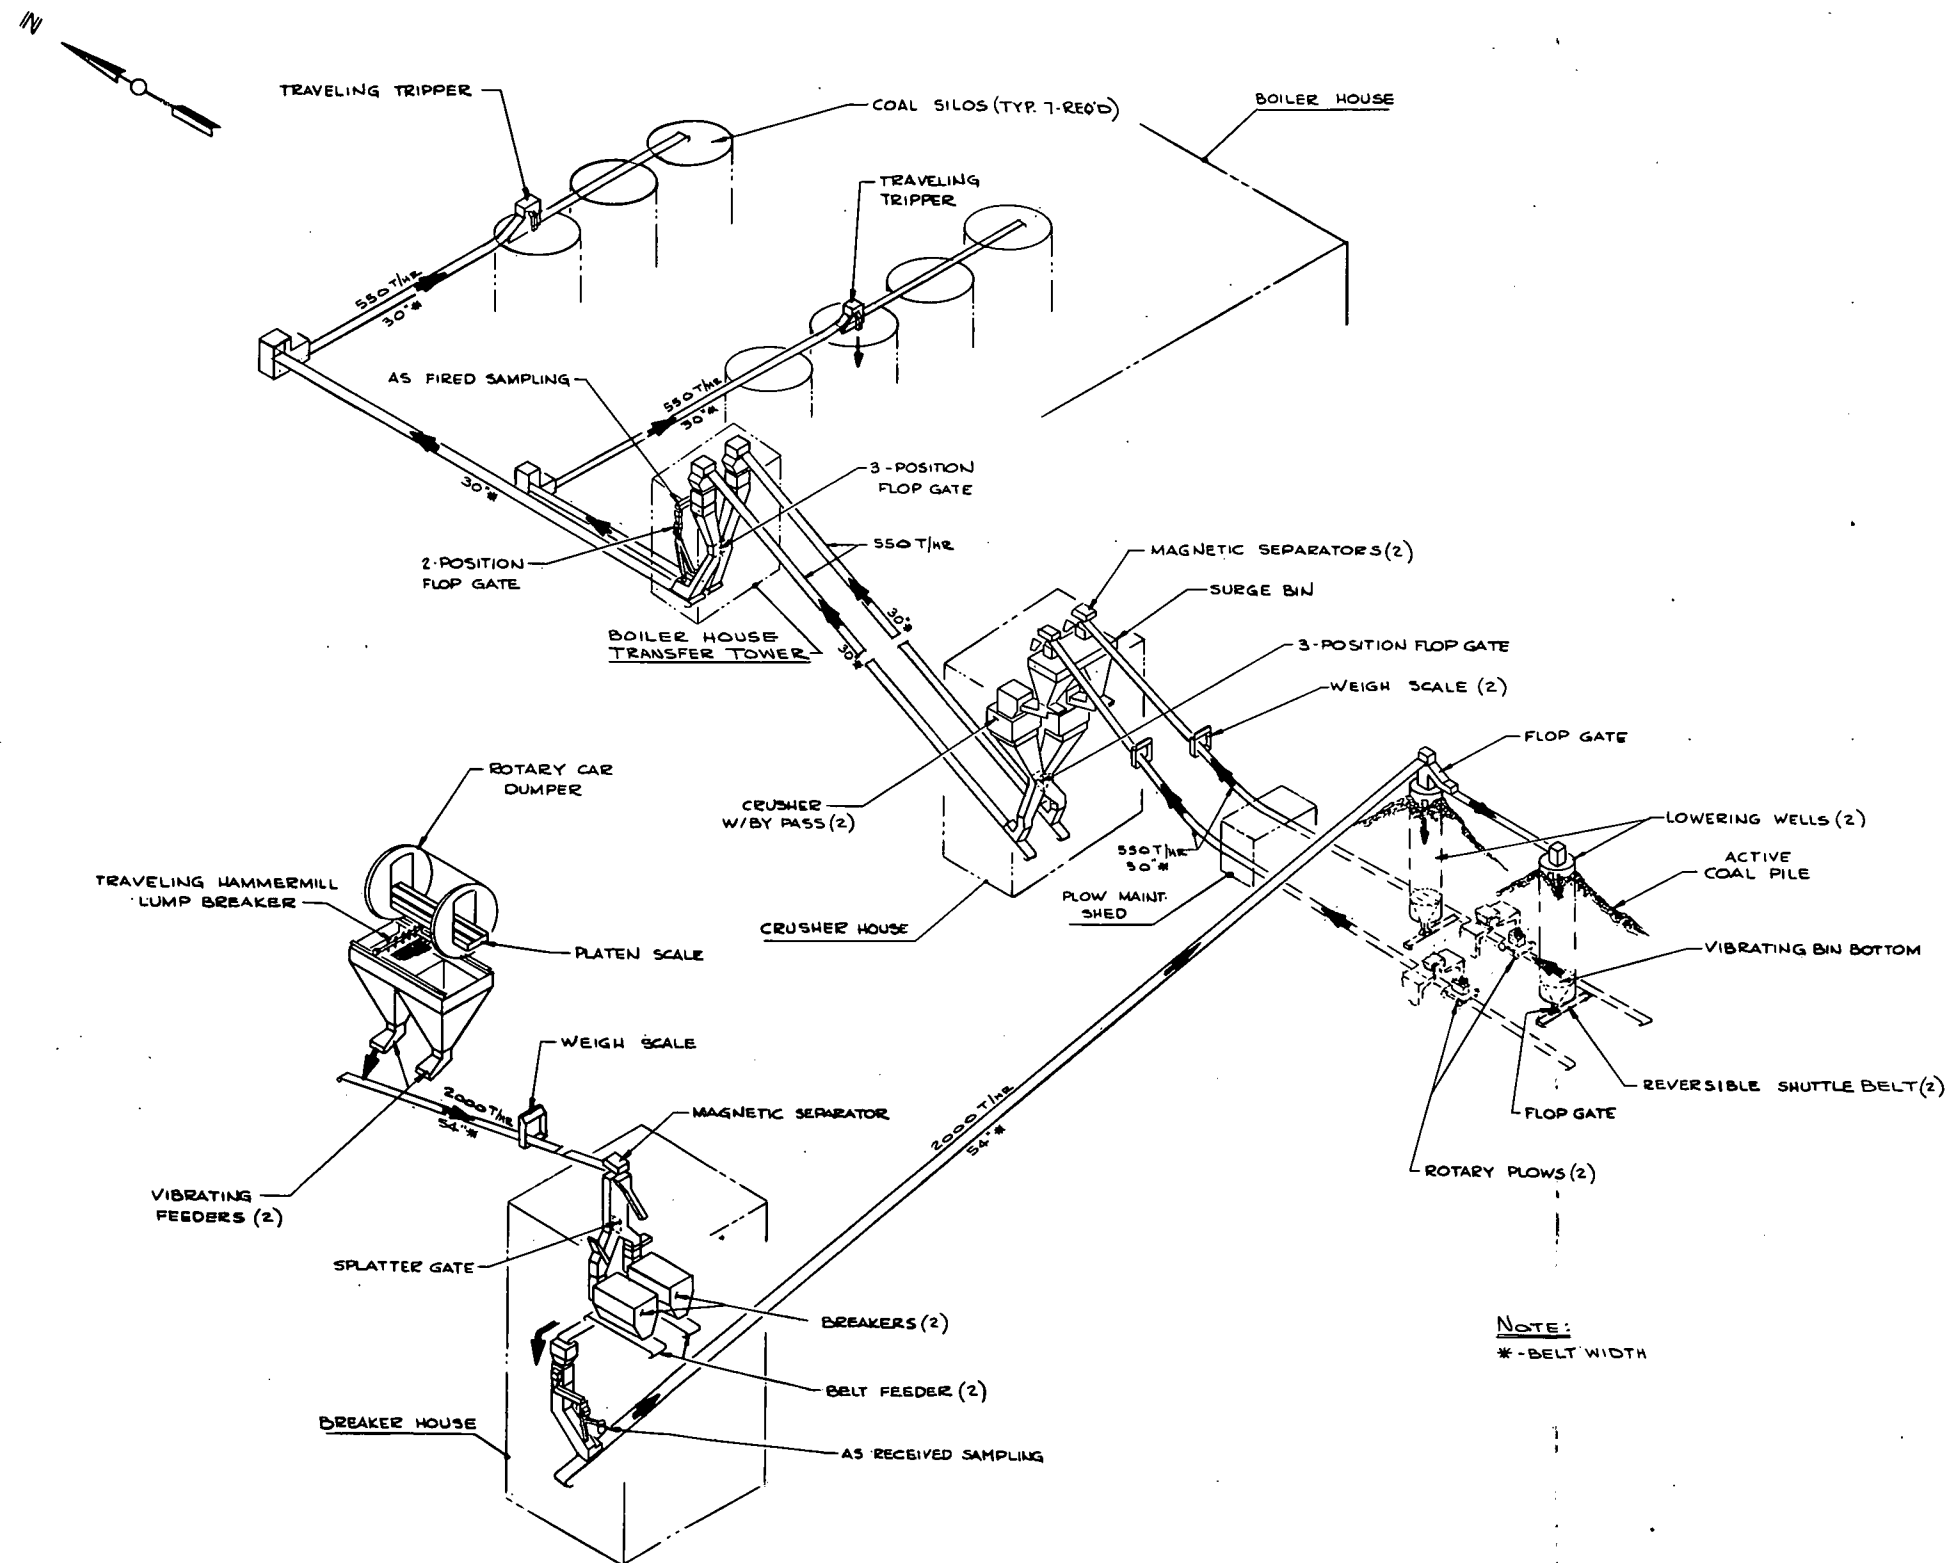 N
TRAVELING TRIPPER
COAL SILOS (TYP. 7-REQ'D)
BOILER HOUSE
TRAVELING
TRIPPER
550 T/HR
30"*
AS FIRED SAMPLING
550 T/HR
30"*
3-POSITION
FLOP GATE
30"*
2-POSITION
FLOP GATE
550 T/HR
MAGNETIC SEPARATORS (2)
SURGE BIN
30"*
30"*
BOILER HOUSE
TRANSFER TOWER
3-POSITION FLOP GATE
WEIGH SCALE (2)
FLOP GATE
ROTARY CAR
DUMPER
CRUSHER
W/BY PASS (2)
LOWERING WELLS (2)
550 T/HR
30"*
ACTIVE
COAL PILE
TRAVELING HAMMERMILL
LUMP BREAKER
PLOW MAINT.
SHED
CRUSHER HOUSE
PLATEN SCALE
VIBRATING BIN BOTTOM
WEIGH SCALE
REVERSIBLE SHUTTLE BELT (2)
2000 T/HR
54"*
MAGNETIC SEPARATOR
2000 T/HR
54"*
FLOP GATE
ROTARY PLOWS (2)
VIBRATING
FEEDERS (2)
SPLATTER GATE
BREAKERS (2)
NOTE:
*-BELT WIDTH
BELT FEEDER (2)
BREAKER HOUSE
AS RECEIVED SAMPLING